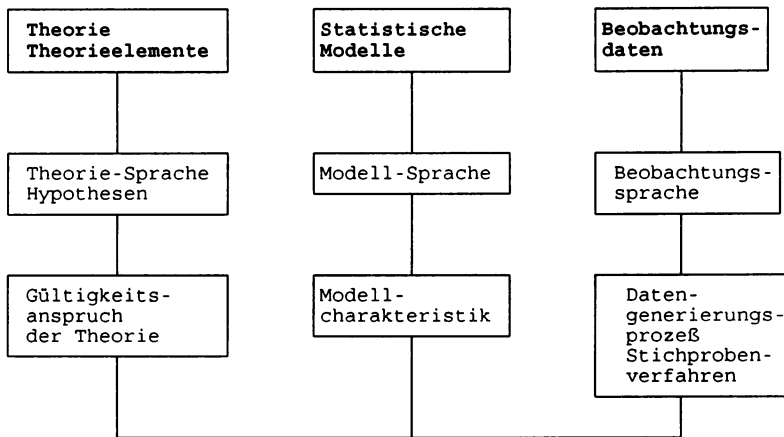 Theorie
Theorieelemente
Statistische
Modelle
Beobachtungs-
daten
Theorie-Sprache
Hypothesen
Modell-Sprache
Beobachtungs-
sprache
Gültigkeits-
anspruch
der Theorie
Modell-
charakteristik
Daten-
generierungs-
prozeß
Stichproben-
verfahren